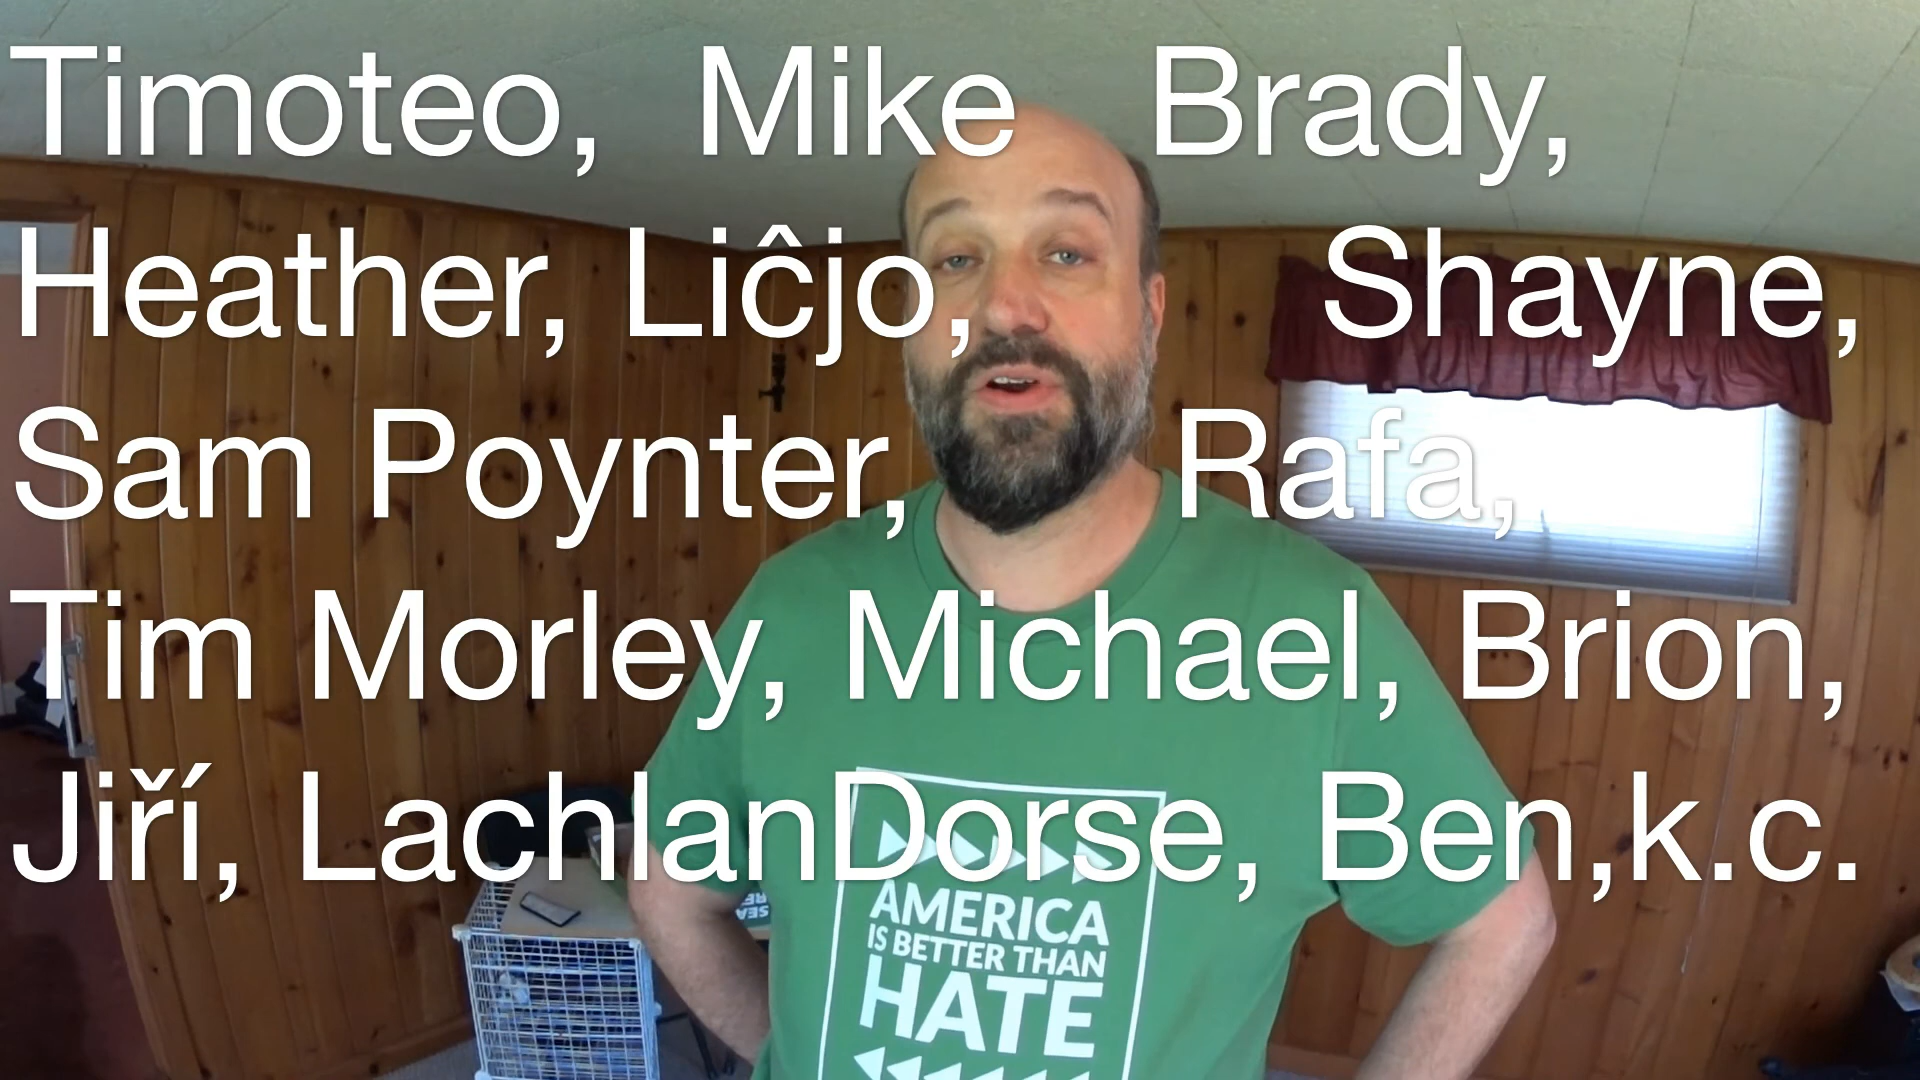 Timoteo, Mike Brady,
Heather, Liĉjo, Shayne,
Sam Poynter, Rafa,
Tim Morley, Michael, Brion,
Jiří, LachlanDorse, Ben,k.c.
AMERICA
IS BETTER THAN
HATE